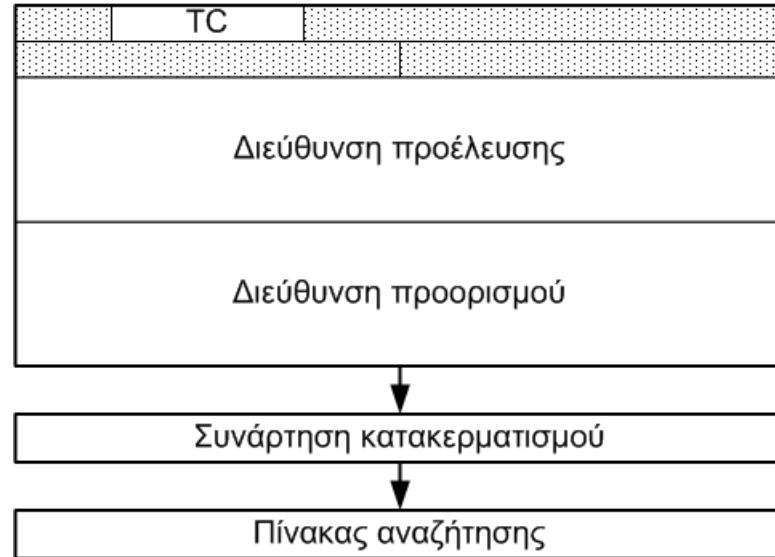 TC
Διεύθυνση προέλευσης
Διεύθυνση προορισμού
Συνάρτηση κατακερματισμού
Πίνακας αναζήτησης